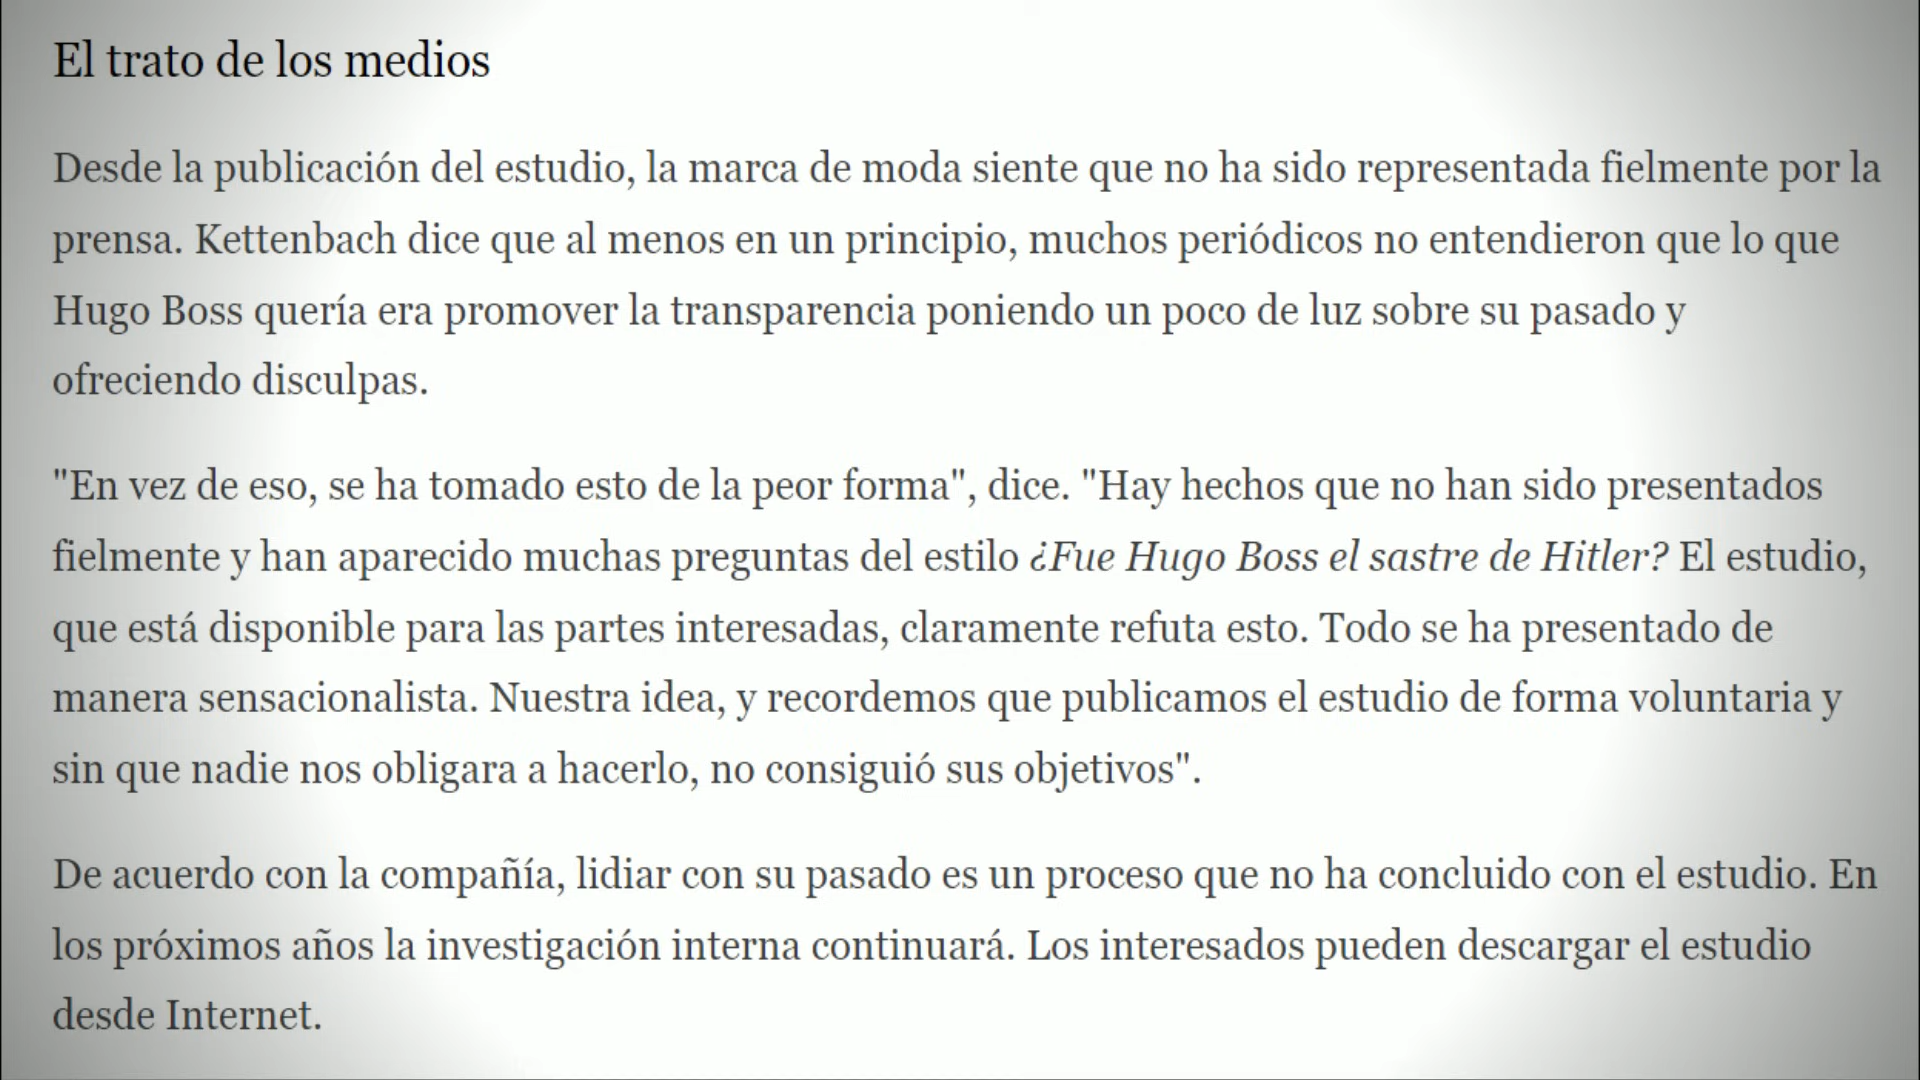 El trato de los medios
Desde la publicación del estudio, la marca de moda siente que no ha sido representada fielmente por la
prensa. Kettenbach dice que al menos en un principio, muchos periódicos no entendieron que lo que
Hugo Boss quería era promover la transparencia poniendo un poco de luz sobre su pasado y
ofreciendo disculpas.
"En vez de eso, se ha tomado esto de la peor forma", dice. "Hay hechos que no han sido presentados
fielmente y han aparecido muchas preguntas del estilo ¿Fue Hugo Boss el sastre de Hitler? El estudio,
que está disponible para las partes interesadas, claramente refuta esto. Todo se ha presentado de
manera sensacionalista. Nuestra idea, y recordemos que publicamos el estudio de forma voluntaria y
sin que nadie nos obligara a hacerlo, no consiguió sus objetivos".
De acuerdo con la compañía, lidiar con su pasado es un proceso que no ha concluido con el estudio. En
los próximos años la investigación interna continuará. Los interesados pueden descargar el estudio
desde Internet.